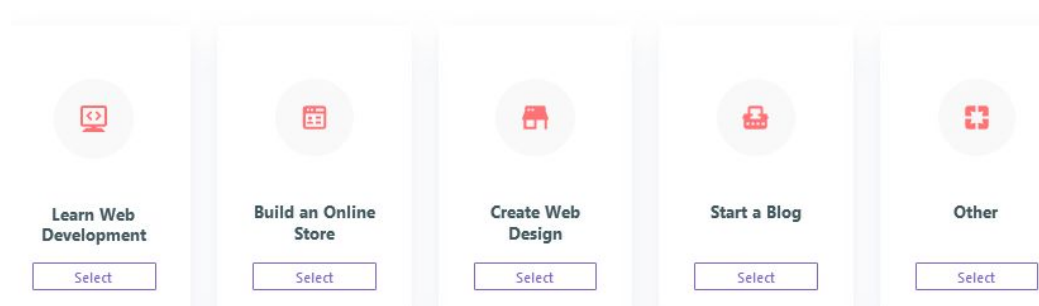 Learn Web
Development
Select
Build an Online
Store
Select
Create Web
Design
Select
Start a Blog
Select
Other
Select